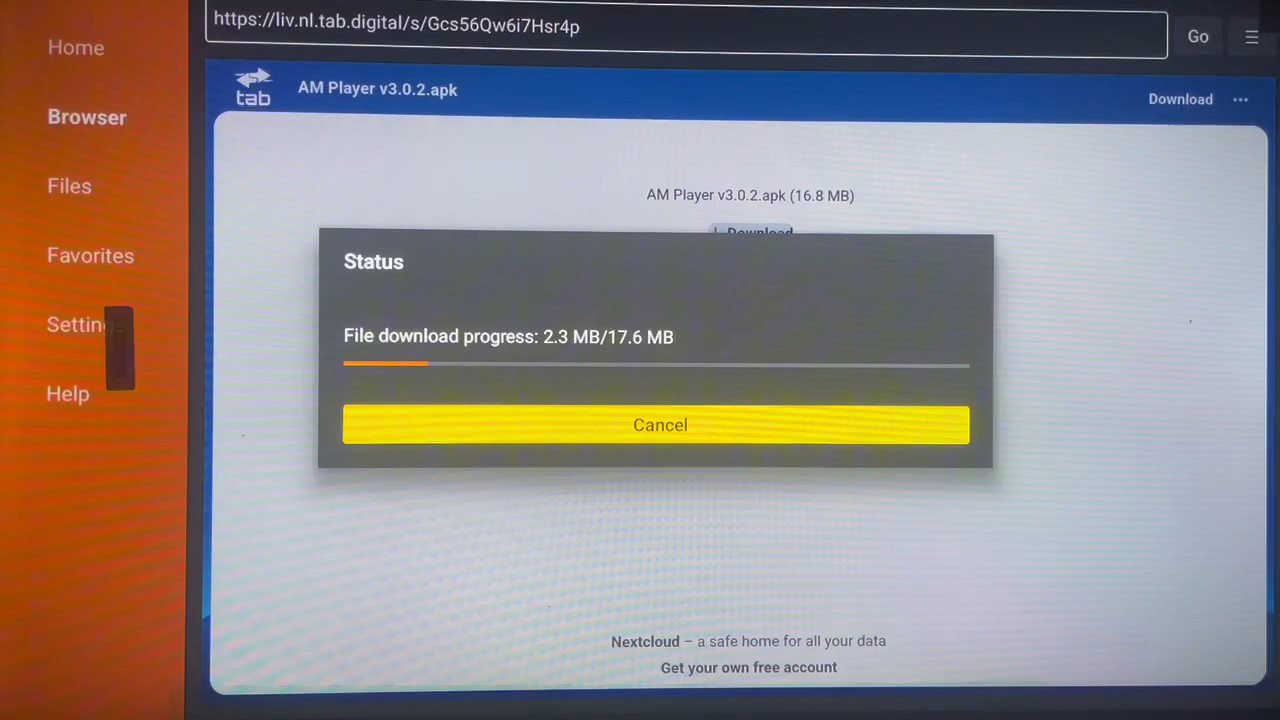 https://liv.nl.tab.digital/s/Gcs56Qw6i7Hsr4p
Go
Home
Browser
Files
Favorites
Settings
Help
tab
AM Player v3.0.2.apk
Download
AM Player v3.0.2.apk (16.8 MB)
Download
Status
File download progress: 2.3 MB/17.6 MB
Cancel
Nextcloud – a safe home for all your data
Get your own free account